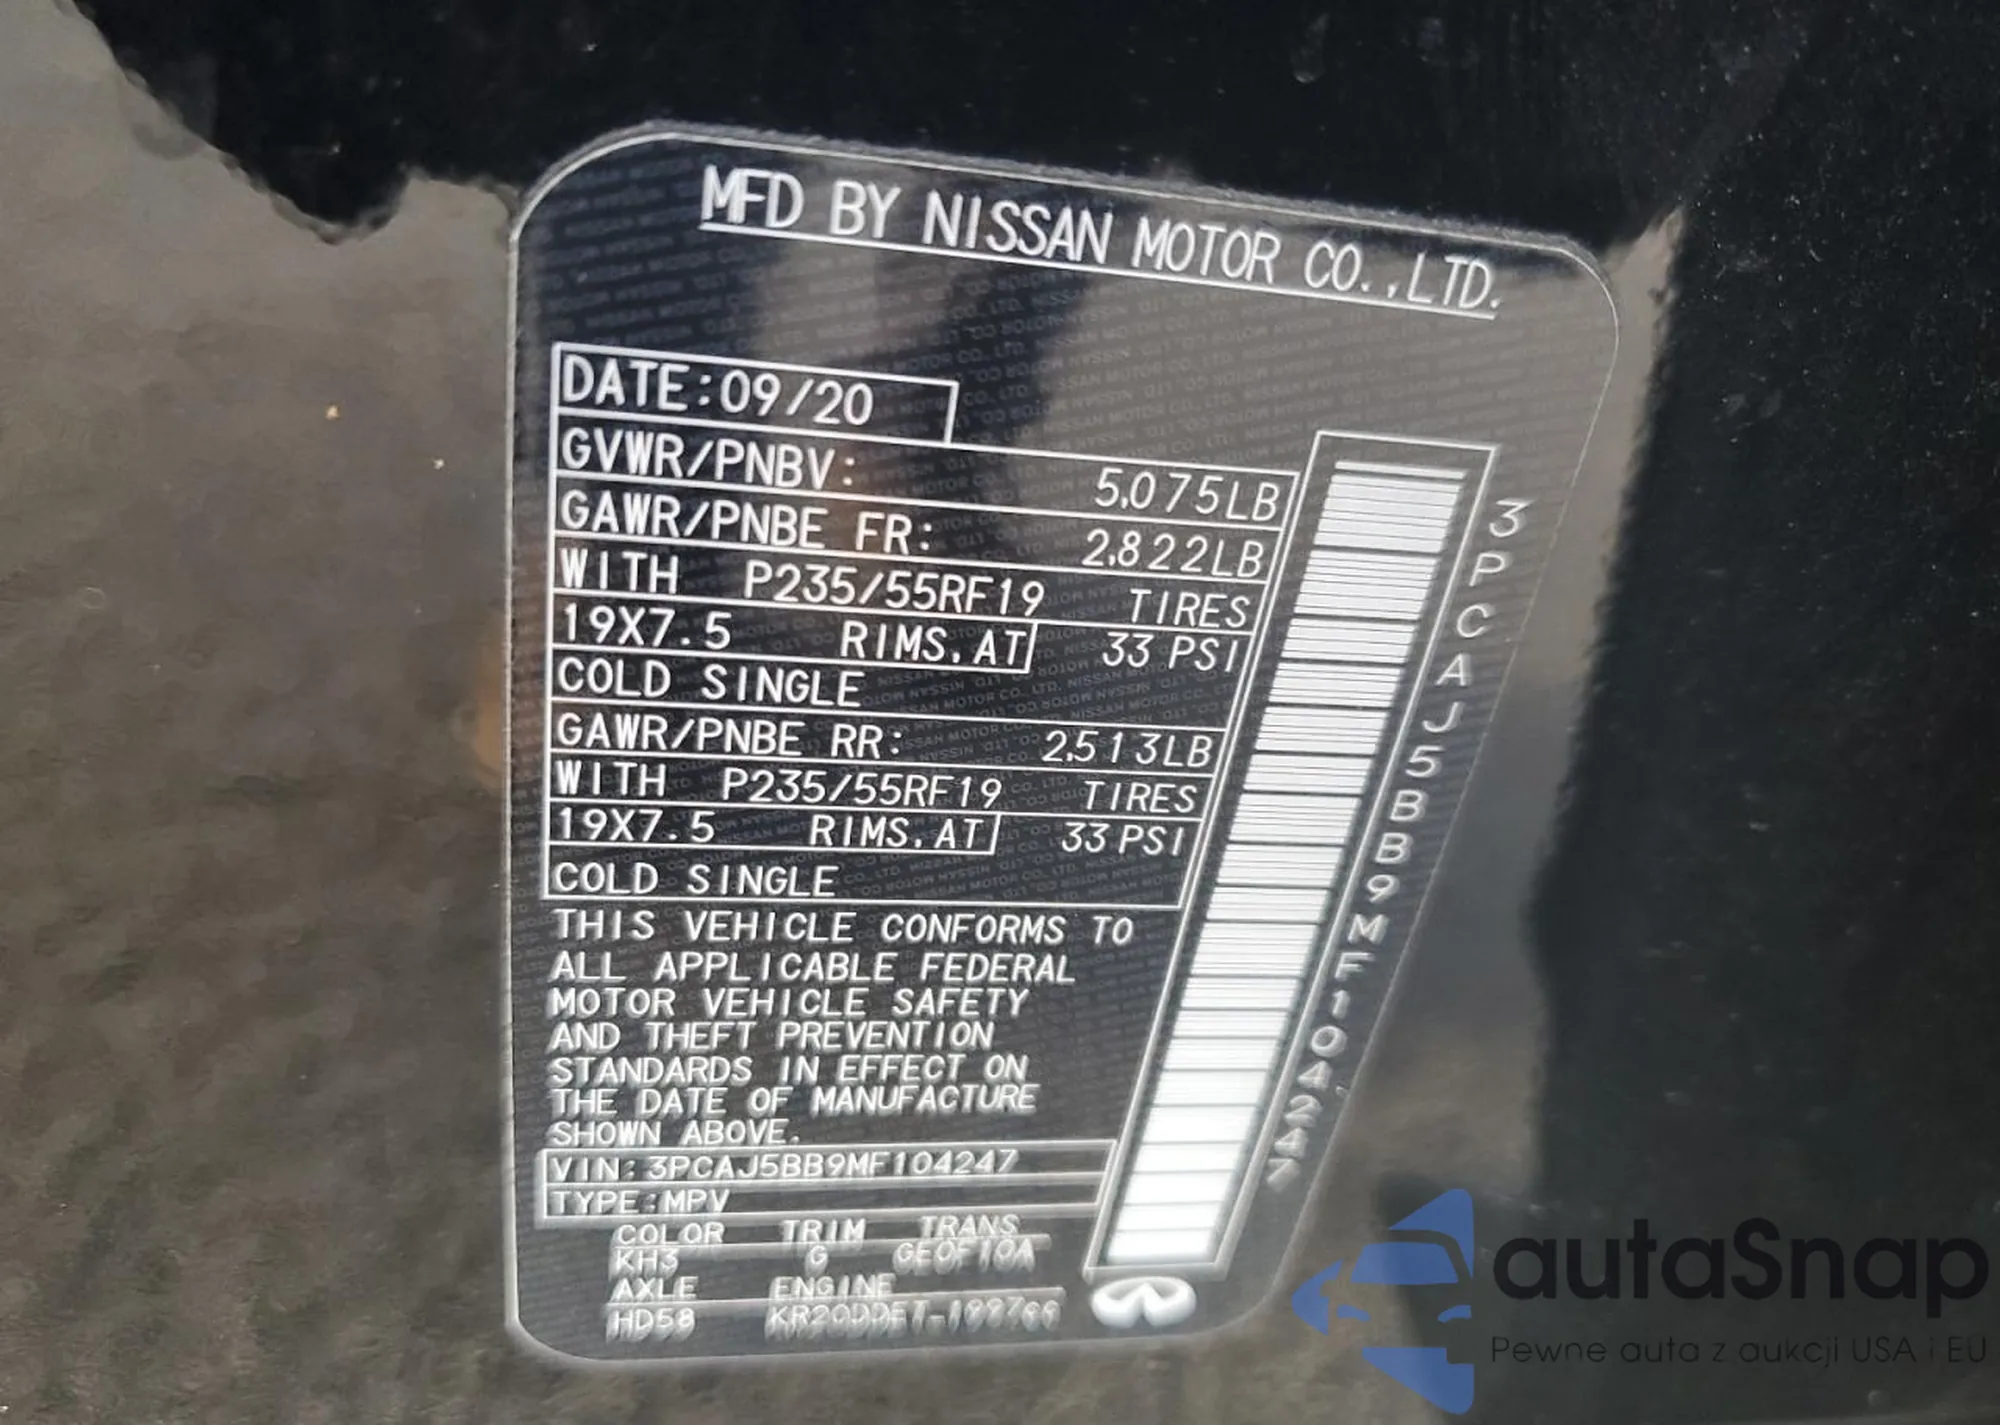 MFD BY NISSAN MOTOR CO.,LTD.
DATE:09/20
GVWR/PNBV: 5,075LB
GAWR/PNBE FR: 2,822LB
WITH P235/55RF19 TIRES
19X7.5 RIMS,AT 33 PSI
COLD SINGLE
GAWR/PNBE RR: 2,513LB
WITH P235/55RF19 TIRES
19X7.5 RIMS,AT 33 PSI
COLD SINGLE
THIS VEHICLE CONFORMS TO
ALL APPLICABLE FEDERAL
MOTOR VEHICLE SAFETY
AND THEFT PREVENTION
STANDARDS IN EFFECT ON
THE DATE OF MANUFACTURE
SHOWN ABOVE.
VIN:3PCAJ5BB9MF104247
TYPE:MPV
COLOR TRIM TRANS
KH3 G GE0F10A
AXLE ENGINE
HD58
3PCAJ5BB9MF104247
autaSnap
Pewne auta z aukcji USA i EU